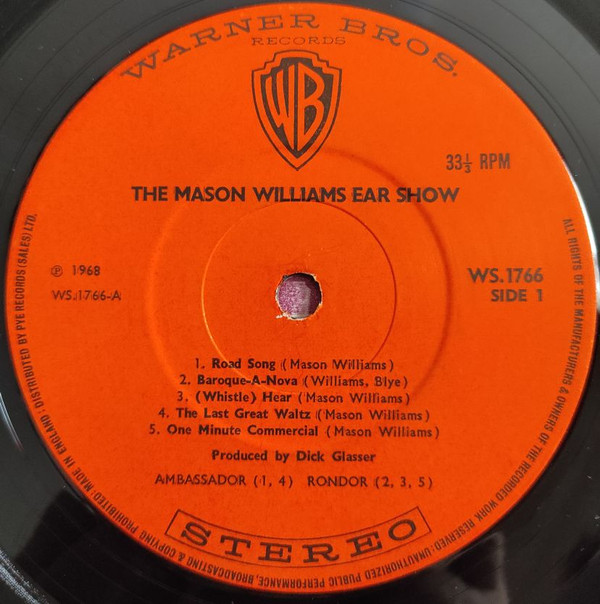 WARNER BROS.
RECORDS
WB
33⅓ RPM
THE MASON WILLIAMS EAR SHOW
℗ 1968
WS.1766-A
WS.1766
SIDE 1
1. Road Song (Mason Williams)
2. Baroque-A-Nova (Williams, Blye)
3. (Whistle) Hear (Mason Williams)
4. The Last Great Waltz (Mason Williams)
5. One Minute Commercial (Mason Williams)
Produced by Dick Glasser
AMBASSADOR (1, 4) RONDOR (2, 3, 5)
STEREO
ALL RIGHTS OF THE MANUFACTURERS & OWNERS OF THE RECORDED WORK RESERVED·UNAUTHORISED PUBLIC PERFORMANCE, BROADCASTING & COPYING PROHIBITED: MADE IN ENGLAND: DISTRIBUTED BY PYE RECORDS (SALES) LTD.